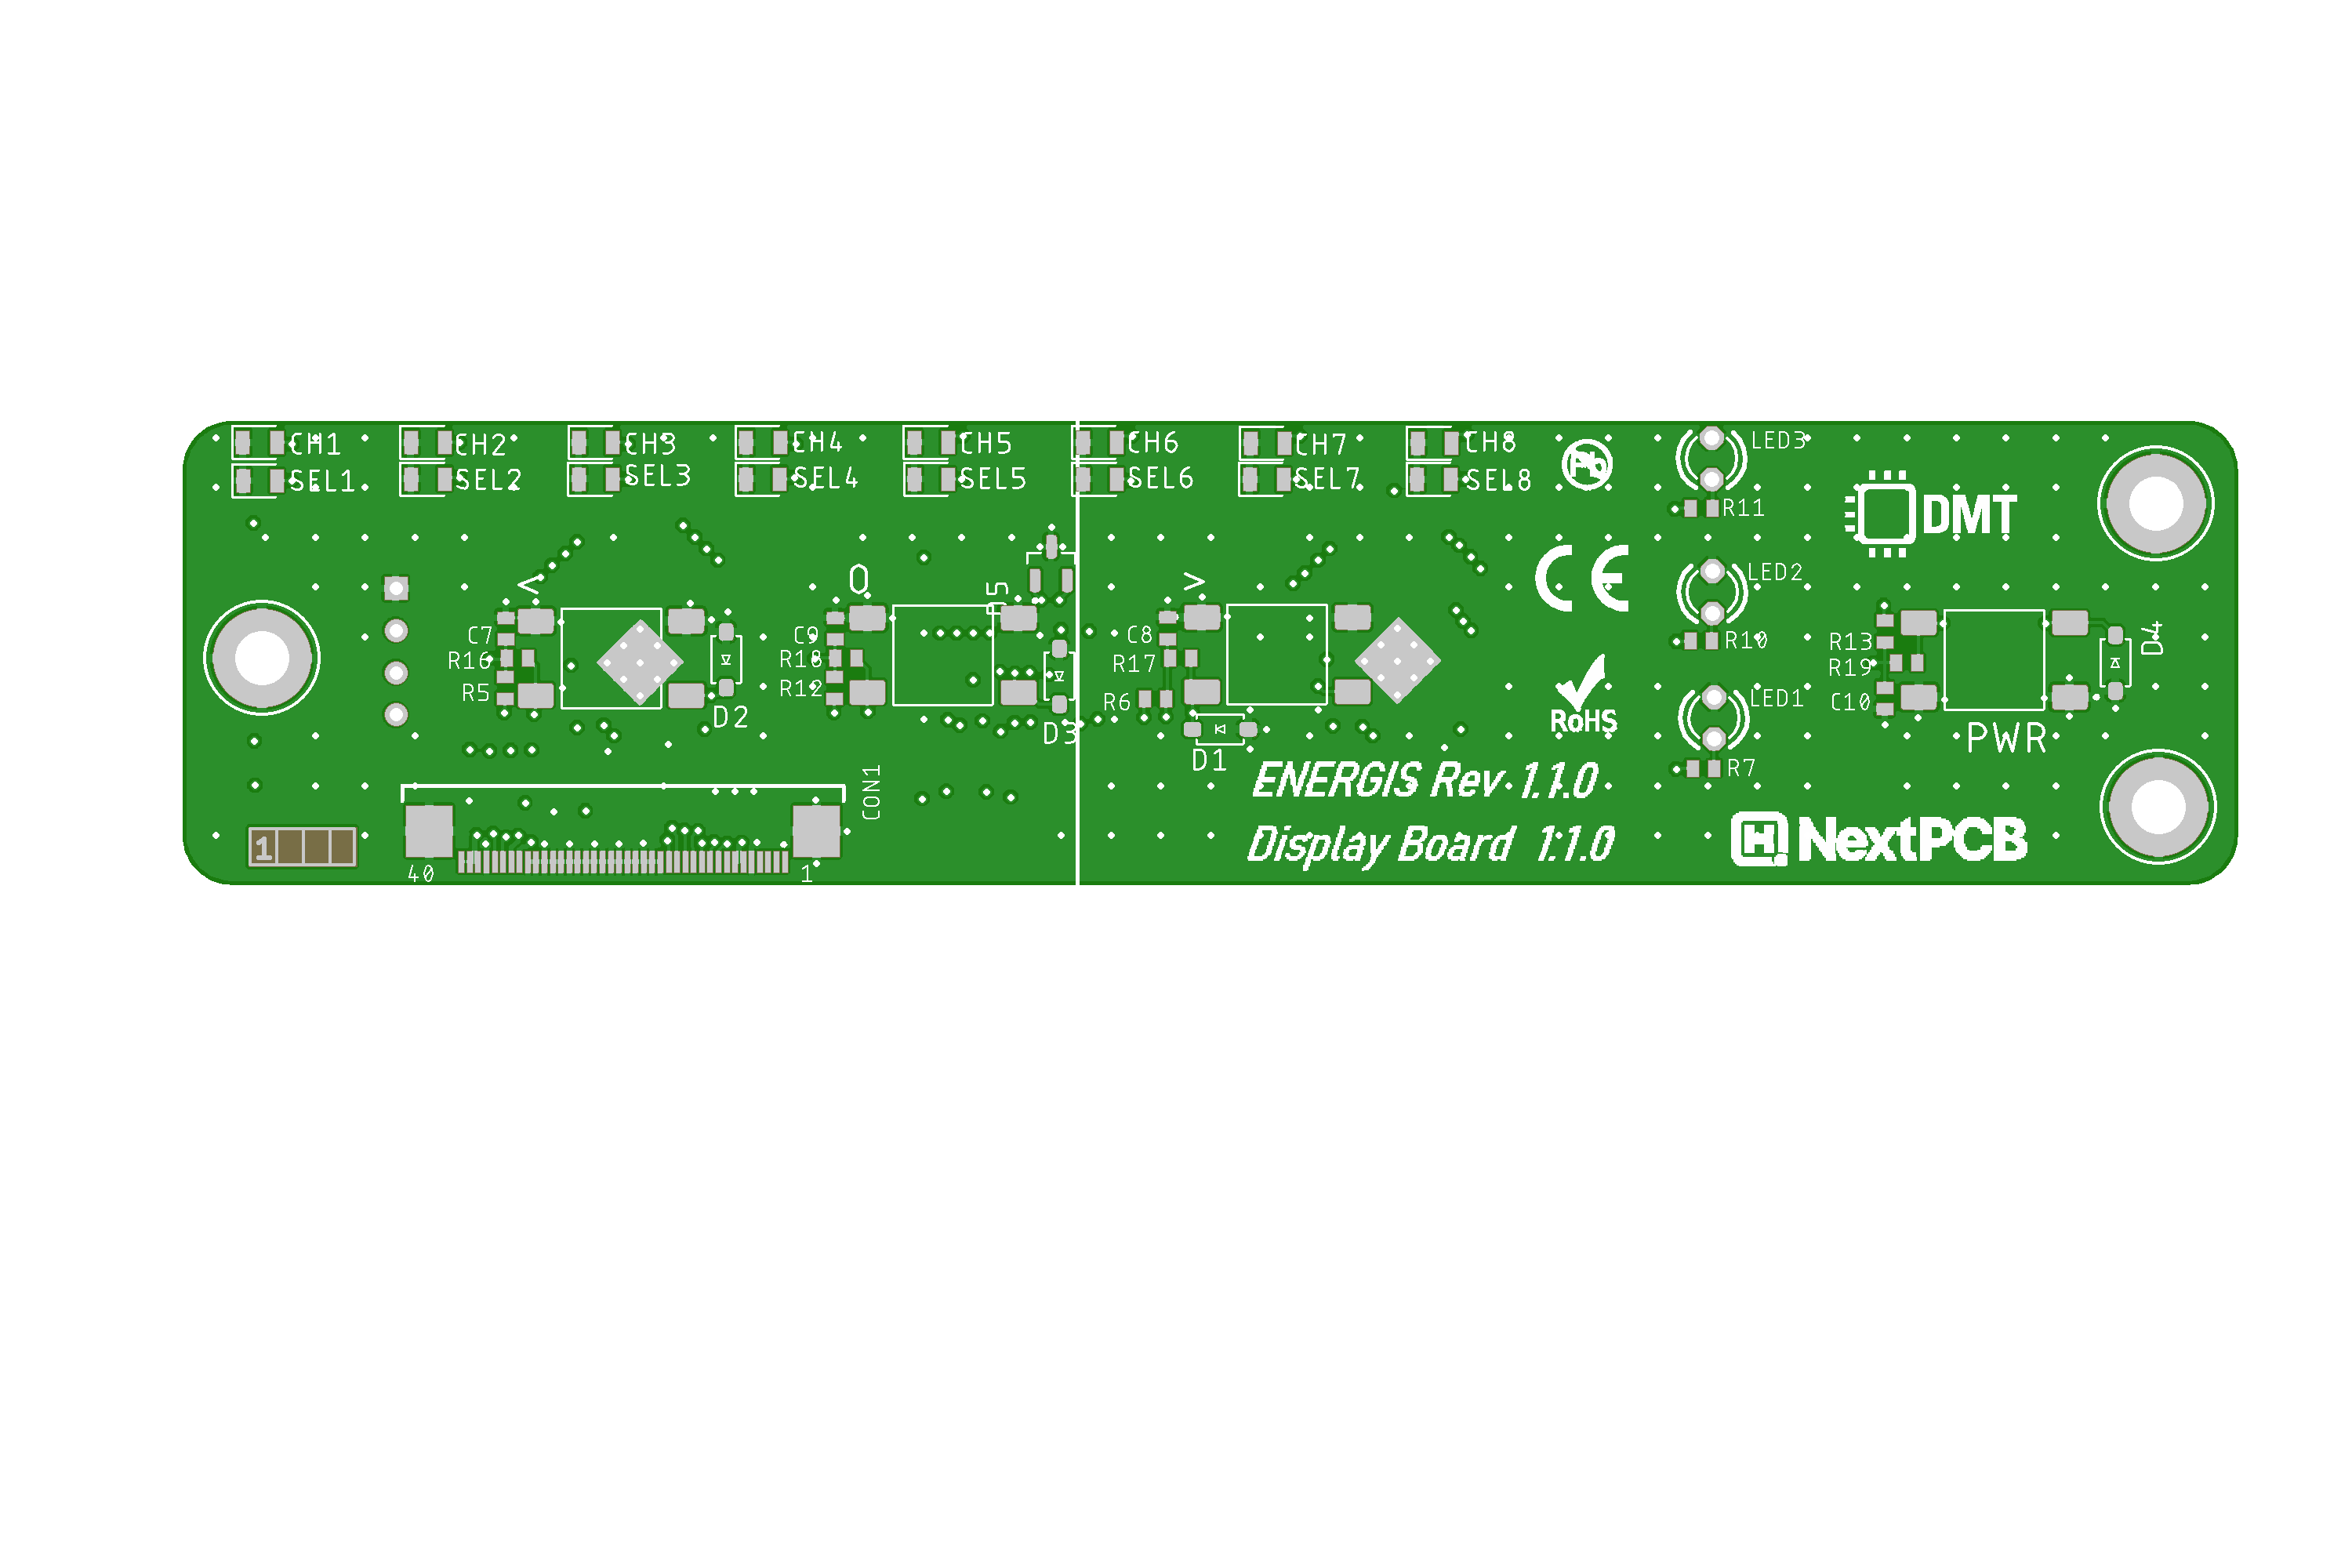 CH1 CH2 CH3 CH4 CH5 CH6 CH7 CH8
SEL1 SEL2 SEL3 SEL4 SEL5 SEL6 SEL7 SEL8
Pb
LED3
R11
DMT
< O >
CE
LED2
R10
C7
R16
R5
D2
C9
R18
R12
D3
C8
R17
R6
D1
RoHS
LED1
R7
R13
R19
C10
D4
PWR
CON1
ENERGIS Rev 1.1.0
Display Board 1.1.0
H NextPCB
1
40
1